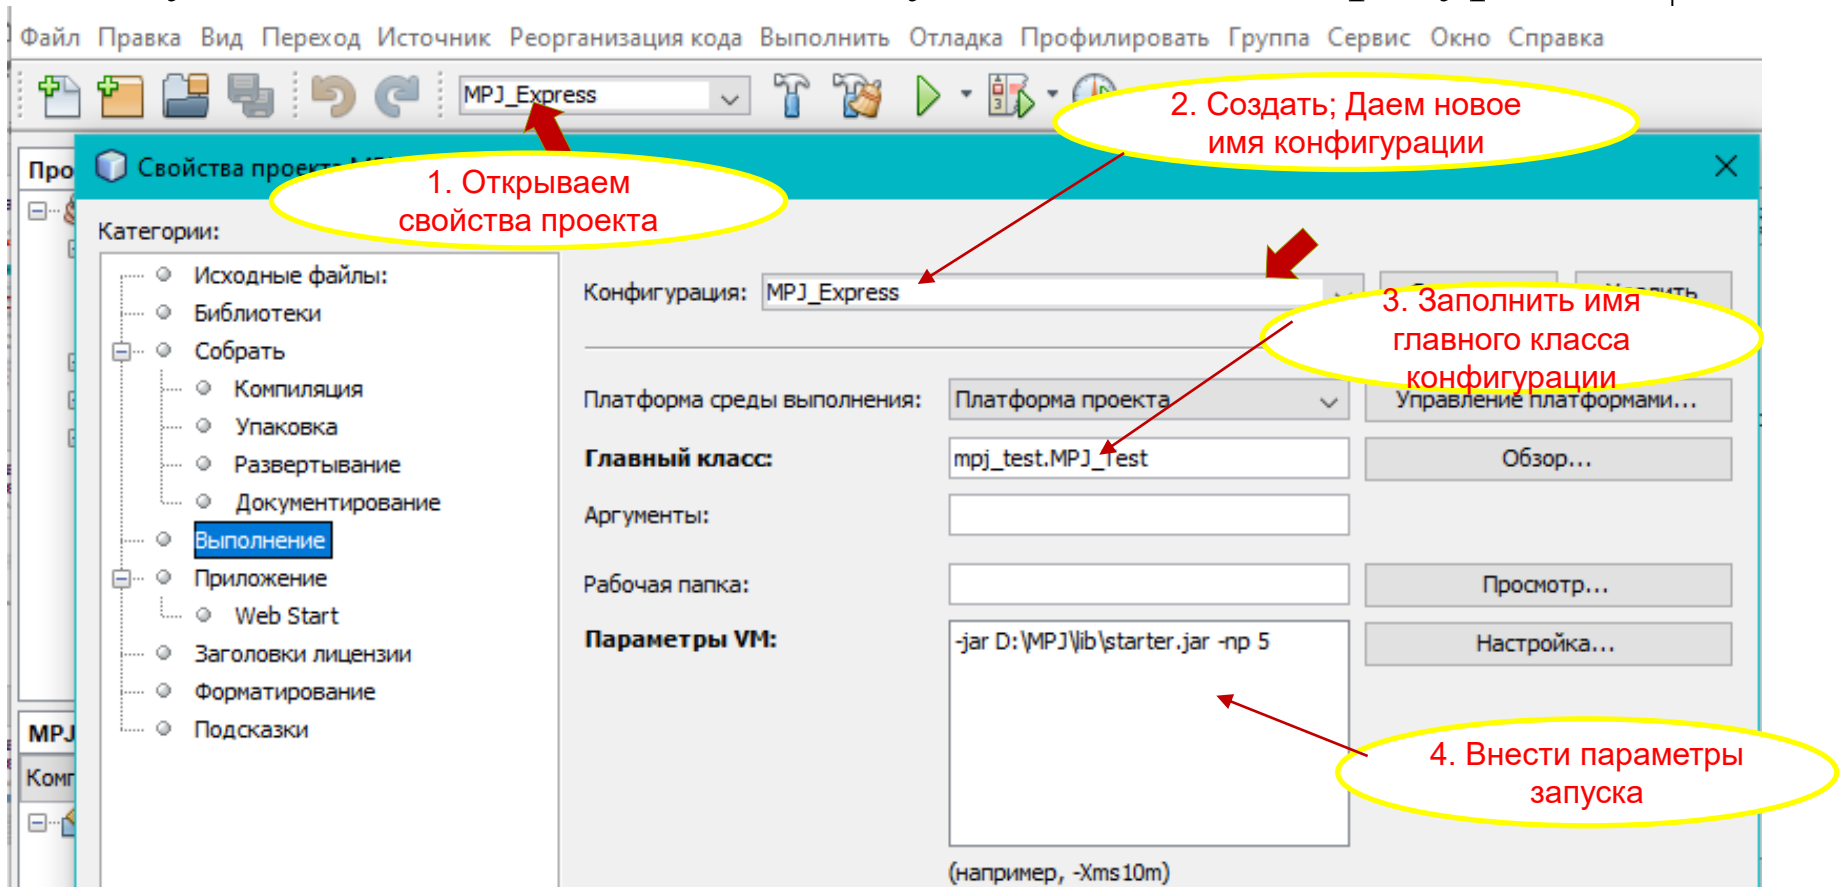 Файл Правка Вид Переход Источник Реорганизация кода Выполнить Отладка Профилировать Группа Сервис Окно Справка
MPJ_Express
2. Создать; Даем новое
имя конфигурации
Свойства проекта
1. Открываем
свойства проекта
Категории:
Исходные файлы:
Библиотеки
Собрать
Компиляция
Упаковка
Развертывание
Документирование
Выполнение
Приложение
Web Start
Заголовки лицензии
Форматирование
Подсказки
Конфигурация: MPJ_Express
3. Заполнить имя
главного класса
конфигурации
Платформа среды выполнения: Платформа проекта Управление платформами...
Главный класс: mpj_test.MPJ_Test Обзор...
Аргументы:
Рабочая папка: Просмотр...
Параметры VM: -jar D:\MPJ\lib\starter.jar -np 5 Настройка...
4. Внести параметры
запуска
(например, -Xms10m)
Про
MPJ
Комп